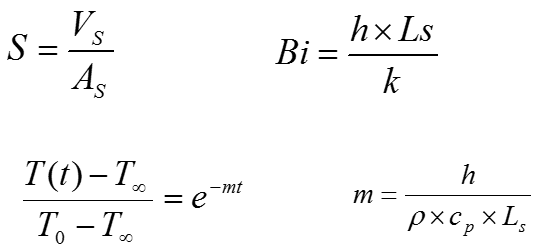 S = V_S / A_S
Bi = h × Ls / k
T(t) − T_∞ / T_0 − T_∞ = e^{−mt}
m = h / ρ × c_p × L_s